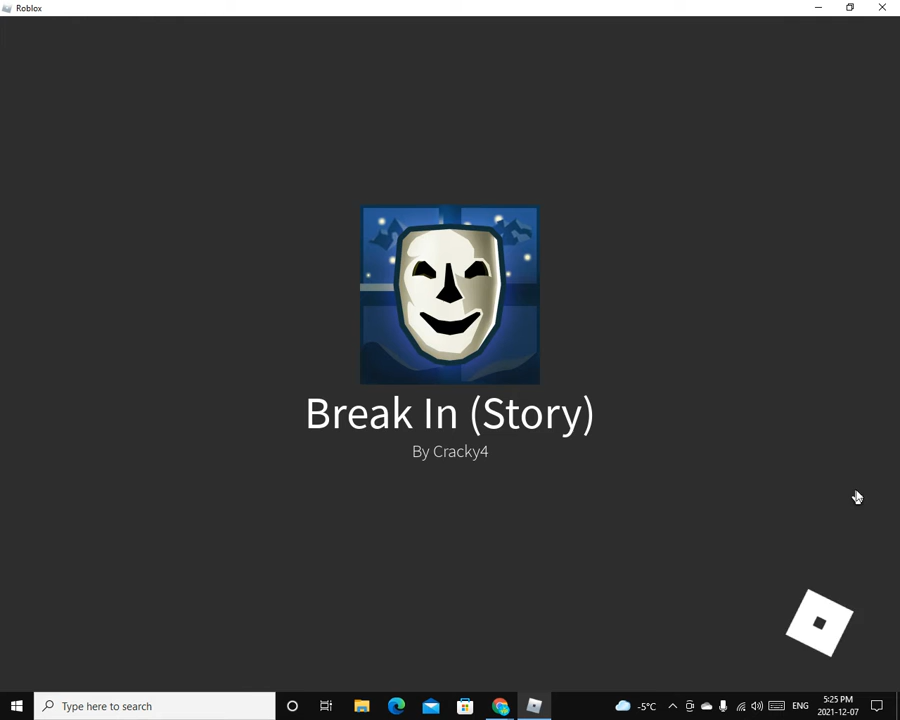 Roblox
Break In (Story)
By Cracky4
Type here to search
-5°C
ENG
5:25 PM
2021-12-07